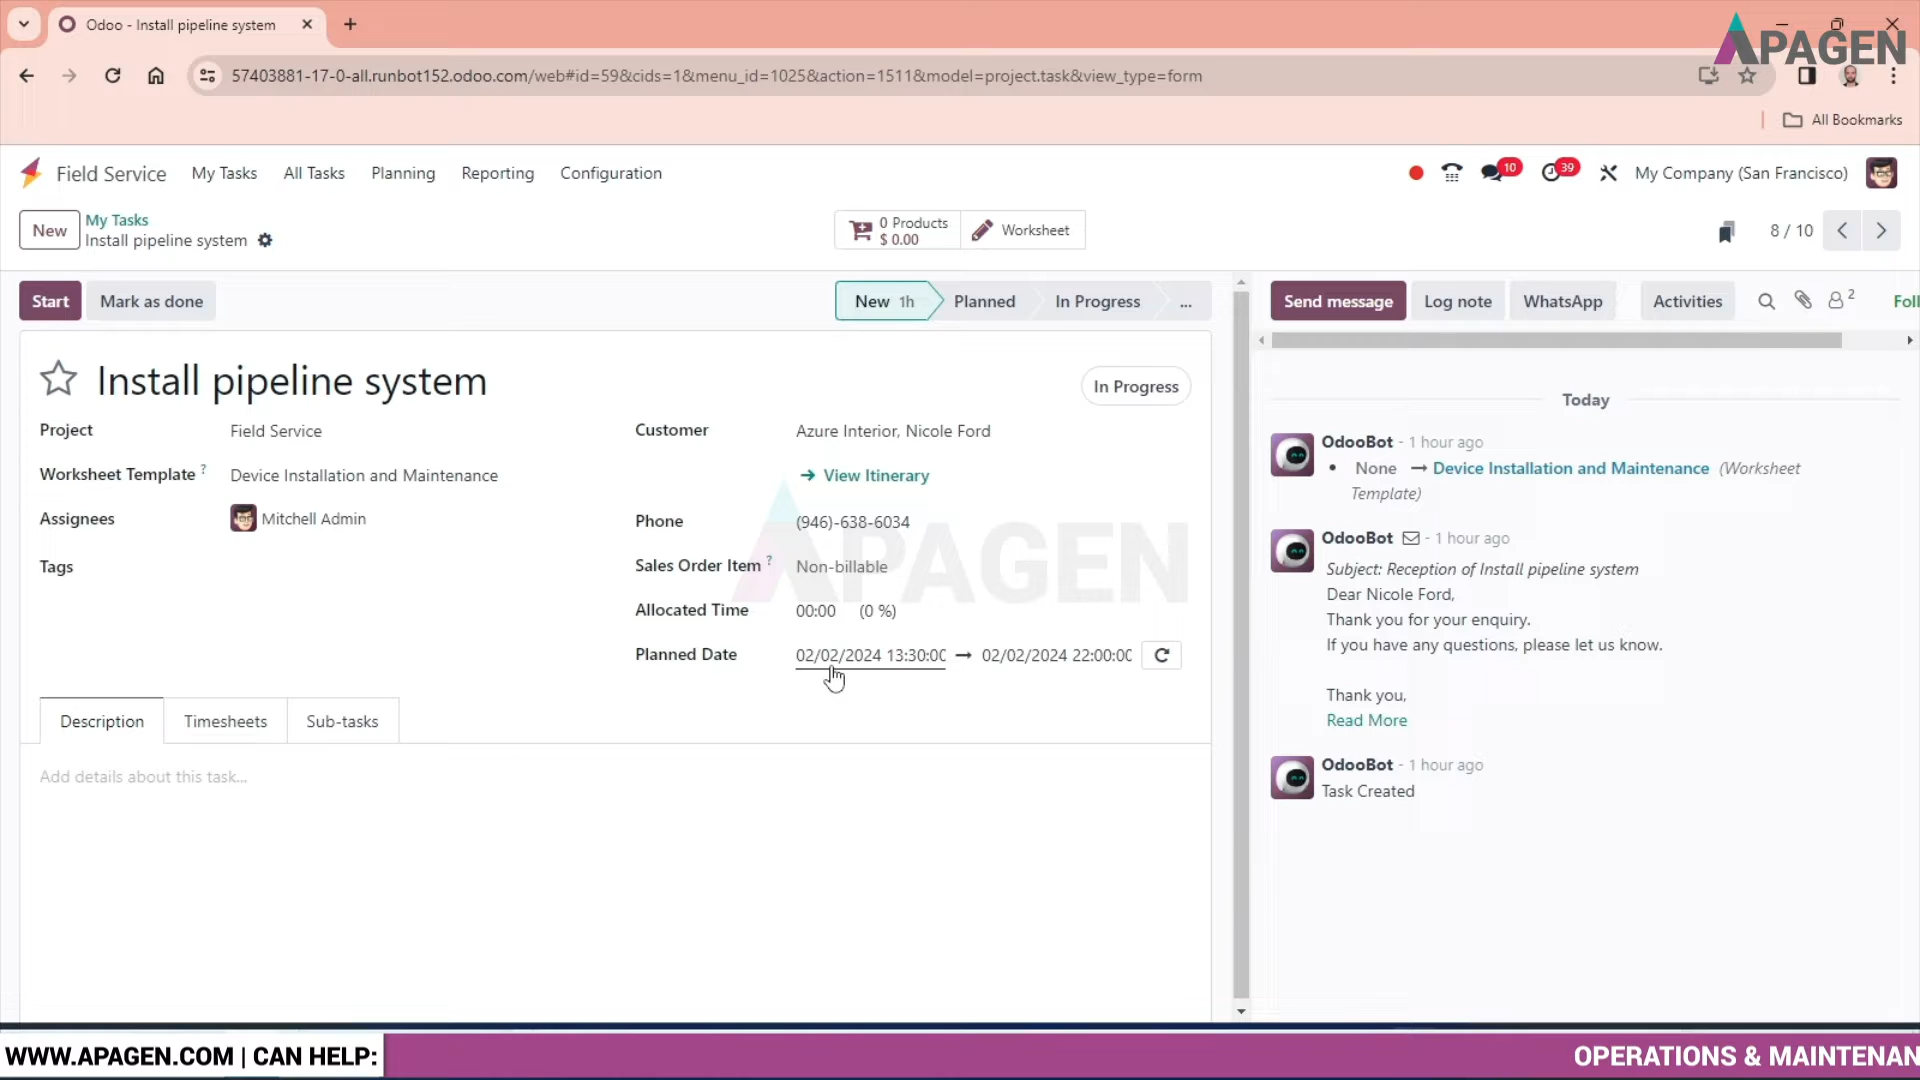 Odoo - Install pipeline system
APAGEN
57403881-17-0-all.runbot152.odoo.com/web#id=59&cids=1&menu_id=1025&action=1511&model=project.task&view_type=form
All Bookmarks
Field Service My Tasks All Tasks Planning Reporting Configuration 10 39 My Company (San Francisco)
New My Tasks
Install pipeline system
0 Products
$ 0.00
Worksheet
8 / 10
Start Mark as done New 1h Planned In Progress ... Send message Log note WhatsApp Activities 2 Foll
Install pipeline system In Progress
Project Field Service
Worksheet Template ? Device Installation and Maintenance
Assignees Mitchell Admin
Tags
Customer Azure Interior, Nicole Ford
View Itinerary
Phone (946)-638-6034
Sales Order Item ? Non-billable
Allocated Time 00:00 (0 %)
Planned Date 02/02/2024 13:30:00 → 02/02/2024 22:00:00
APAGEN
Description Timesheets Sub-tasks
Add details about this task...
Today
OdooBot - 1 hour ago
• None → Device Installation and Maintenance (Worksheet
Template)
OdooBot - 1 hour ago
Subject: Reception of Install pipeline system
Dear Nicole Ford,
Thank you for your enquiry.
If you have any questions, please let us know.
Thank you,
Read More
OdooBot - 1 hour ago
Task Created
WWW.APAGEN.COM | CAN HELP: OPERATIONS & MAINTENAN